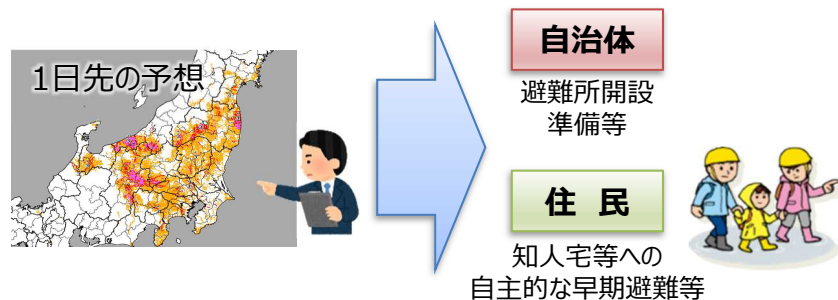 1日先の予想
自治体
避難所開設
準備等
住 民
知人宅等への
自主的な早期避難等